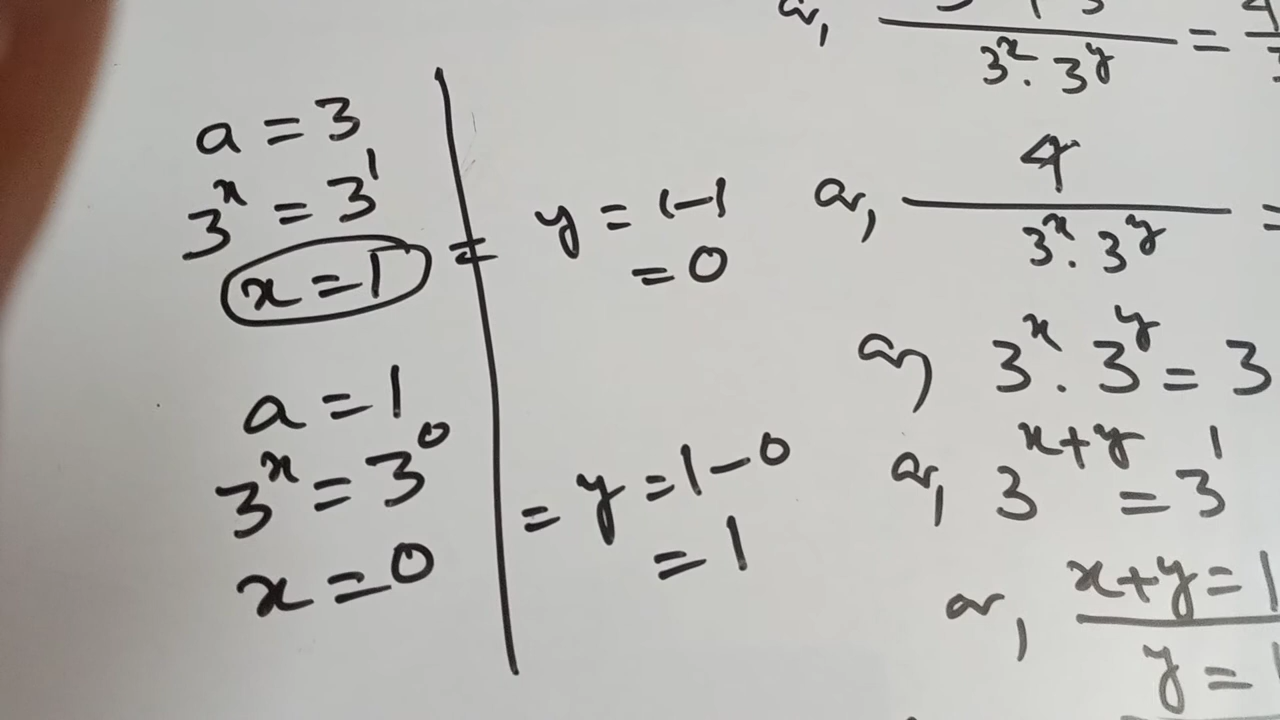 a = 3
3^x = 3^1
x = 1
= y = 1-1
= 0
a = 1
3^x = 3^0
x = 0
= y = 1-0
= 1
or, 3^x . 3^y =
or, 4 / 3^x . 3^y =
or, 3^x . 3^y = 3
or, 3^(x+y) = 3^1
or, x+y = 1
y = 1